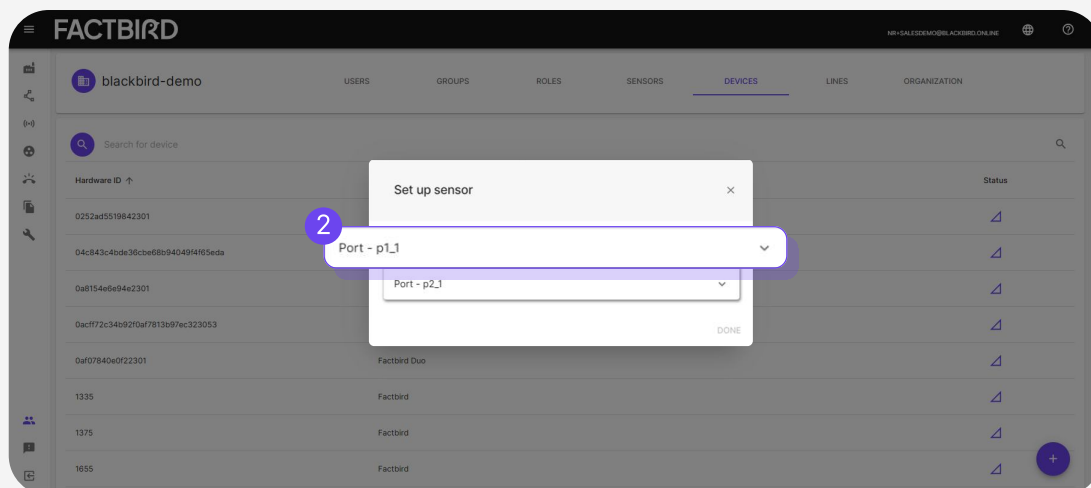 FACTBIRD
NR+SALESDEMO@BLACKBIRD.ONLINE
blackbird-demo
USERS
GROUPS
ROLES
SENSORS
DEVICES
LINES
ORGANIZATION
Search for device
Hardware ID ↑
Status
Set up sensor
0252ad5519842301
2
Port - p1_1
04c843c4bde36cbe68b94049f4f65eda
Port - p2_1
0a8154e6e94e2301
0acff72c34b92f0af7813b97ec323053
DONE
0af07840e0f22301
Factbird Duo
1335
Factbird
1375
Factbird
1655
Factbird